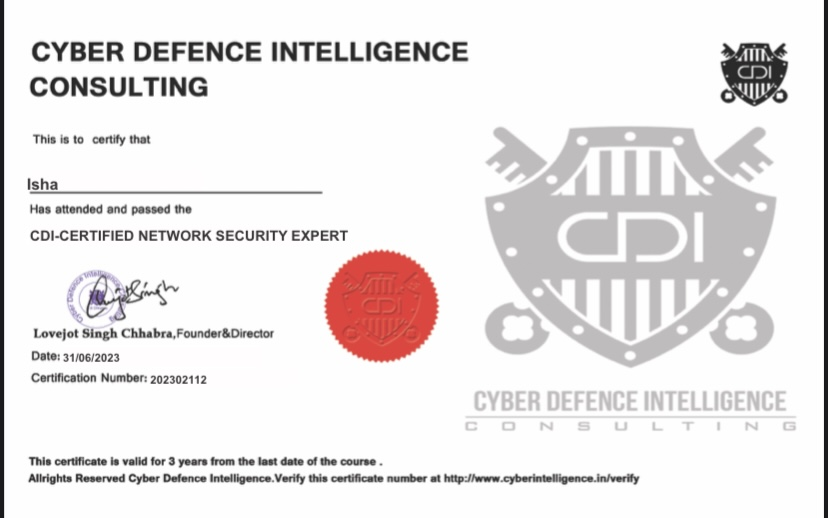 CYBER DEFENCE INTELLIGENCE
CONSULTING
CDI
This is to certify that
Isha
Has attended and passed the
CDI-CERTIFIED NETWORK SECURITY EXPERT
CDI
CDI
Lovejot Singh Chhabra,Founder&Director
Date: 31/06/2023
Certification Number: 202302112
CYBER DEFENCE INTELLIGENCE
CONSULTING
This certificate is valid for 3 years from the last date of the course .
Allrights Reserved Cyber Defence Intelligence.Verify this certificate number at http://www.cyberintelligence.in/verify